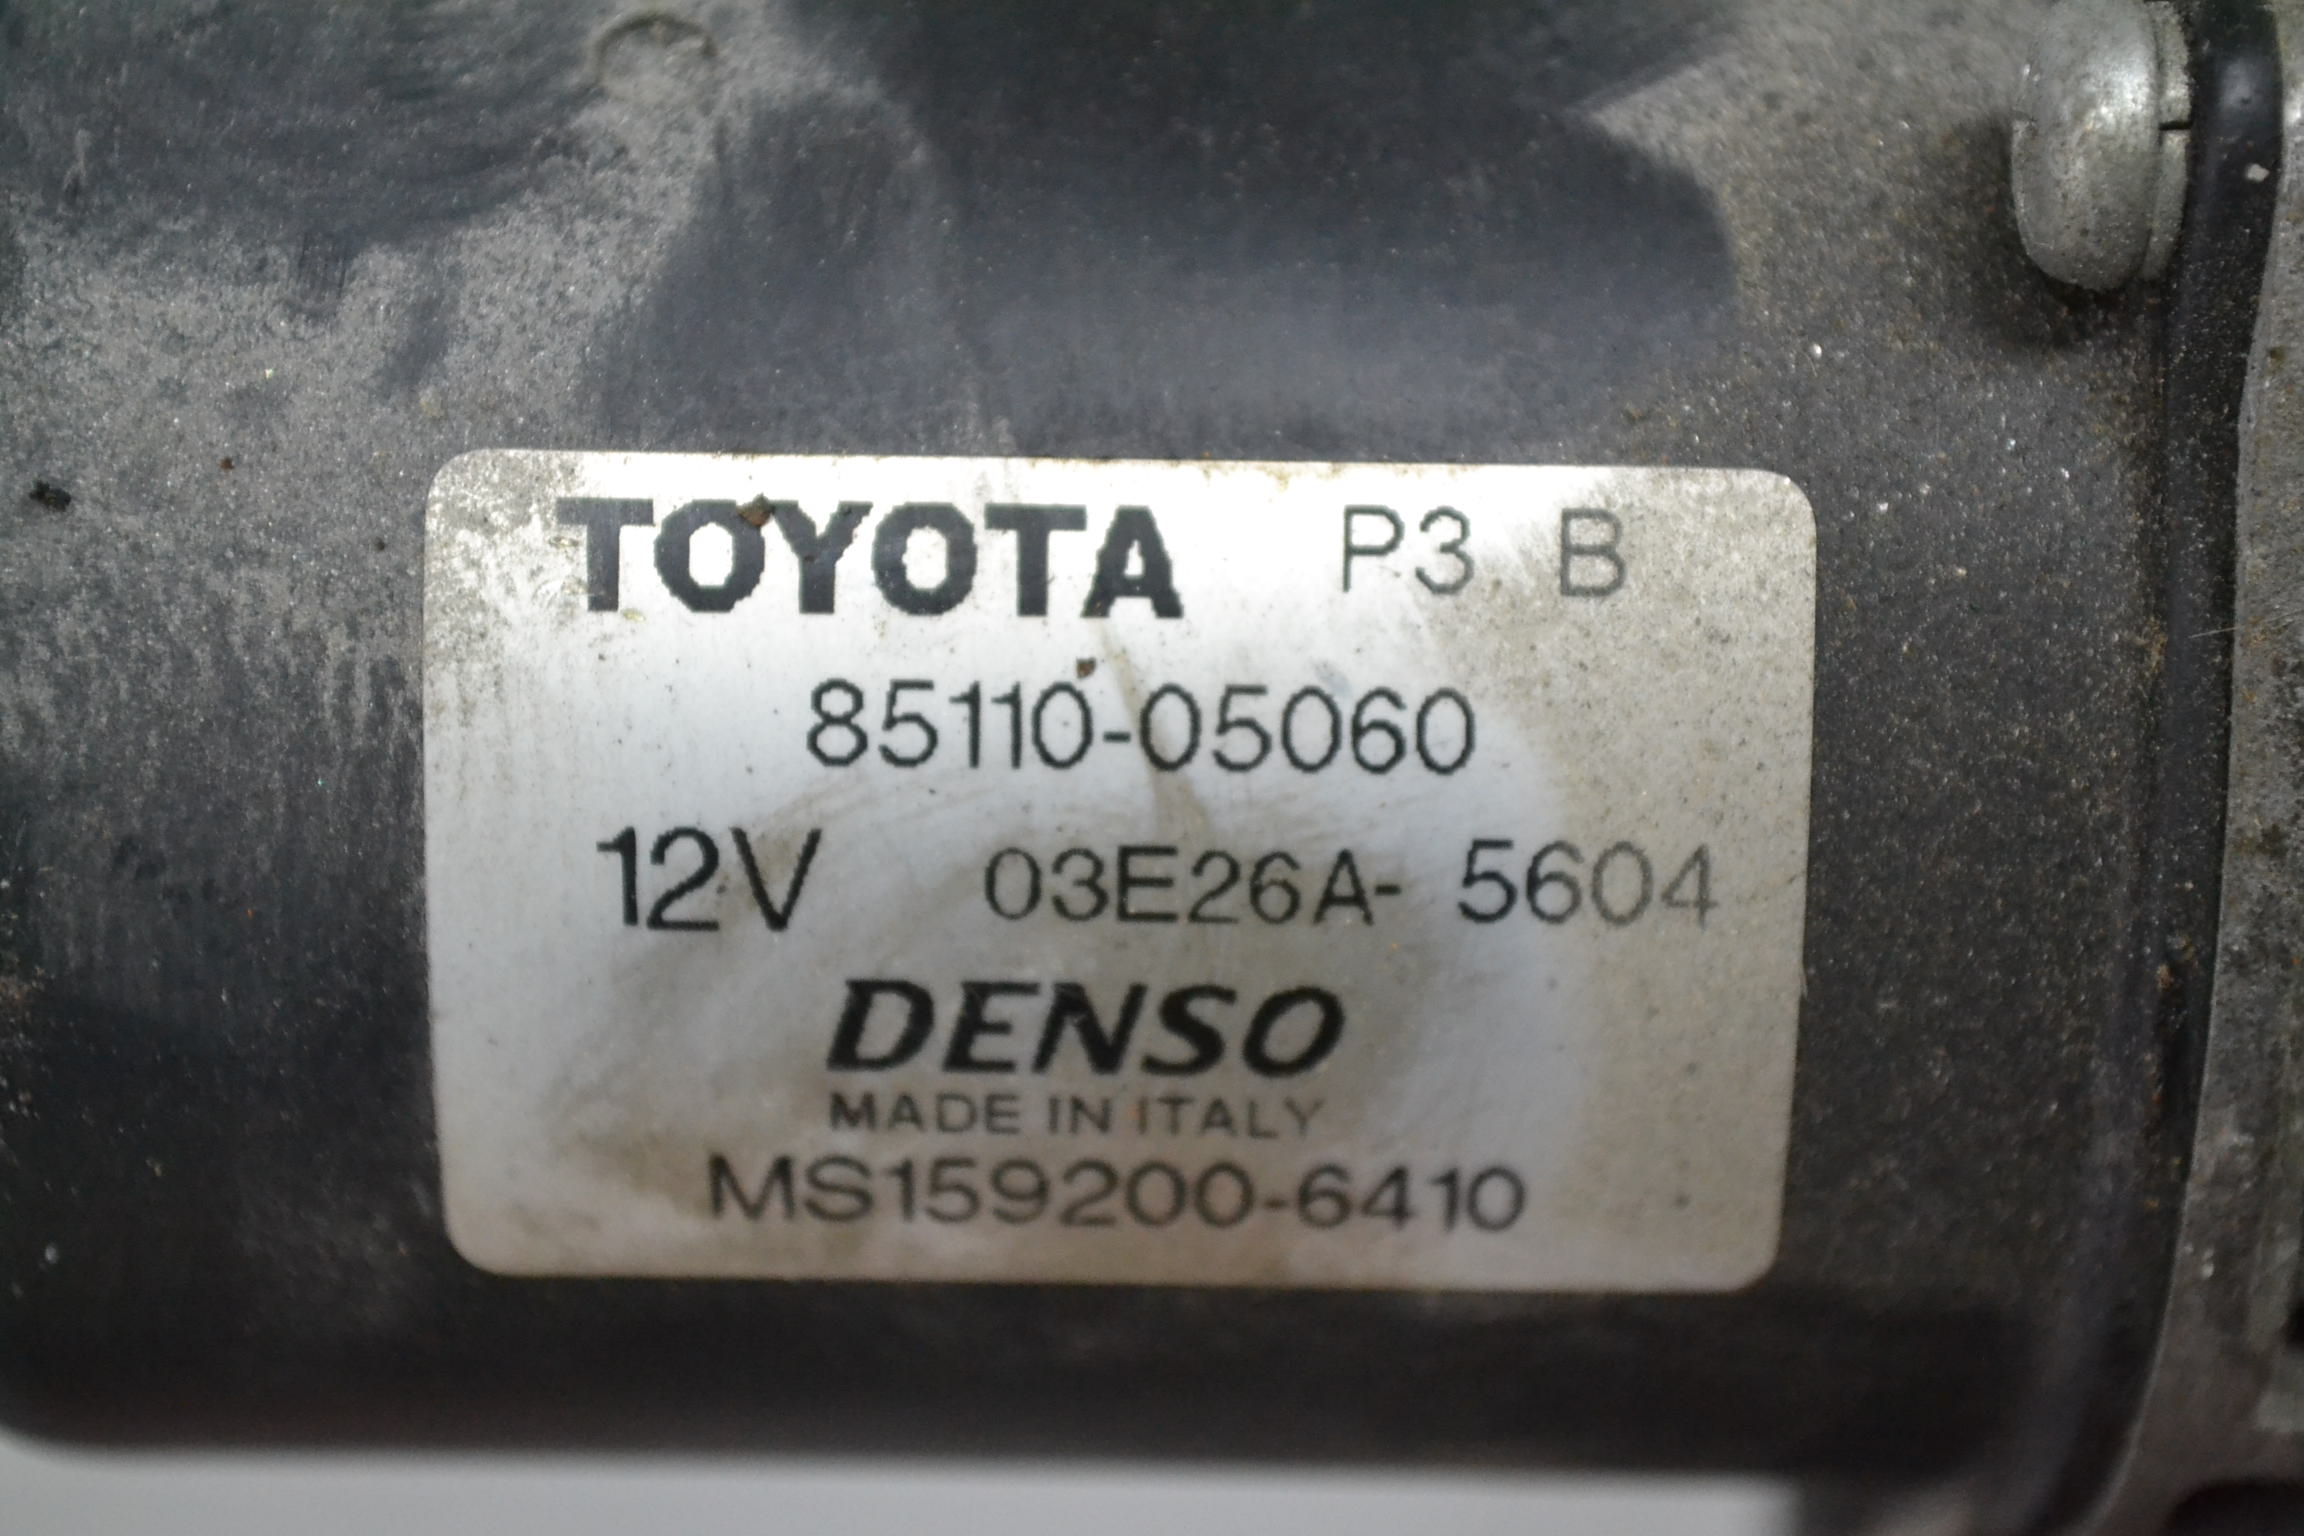 TOYOTA P3 B
85110-05060
12V 03E26A- 5604
DENSO
MADE IN ITALY
MS159200-6410